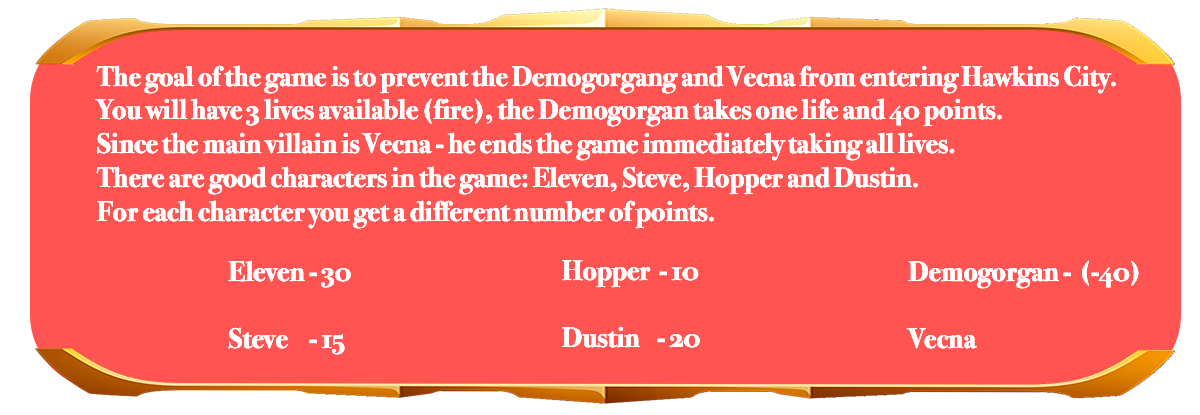 The goal of the game is to prevent the Demogorgang and Vecna from entering Hawkins City.
You will have 3 lives available (fire), the Demogorgan takes one life and 40 points.
Since the main villain is Vecna - he ends the game immediately taking all lives.
There are good characters in the game: Eleven, Steve, Hopper and Dustin.
For each character you get a different number of points.
Eleven - 30 Hopper - 10 Demogorgan - (-40)
Steve - 15 Dustin - 20 Vecna